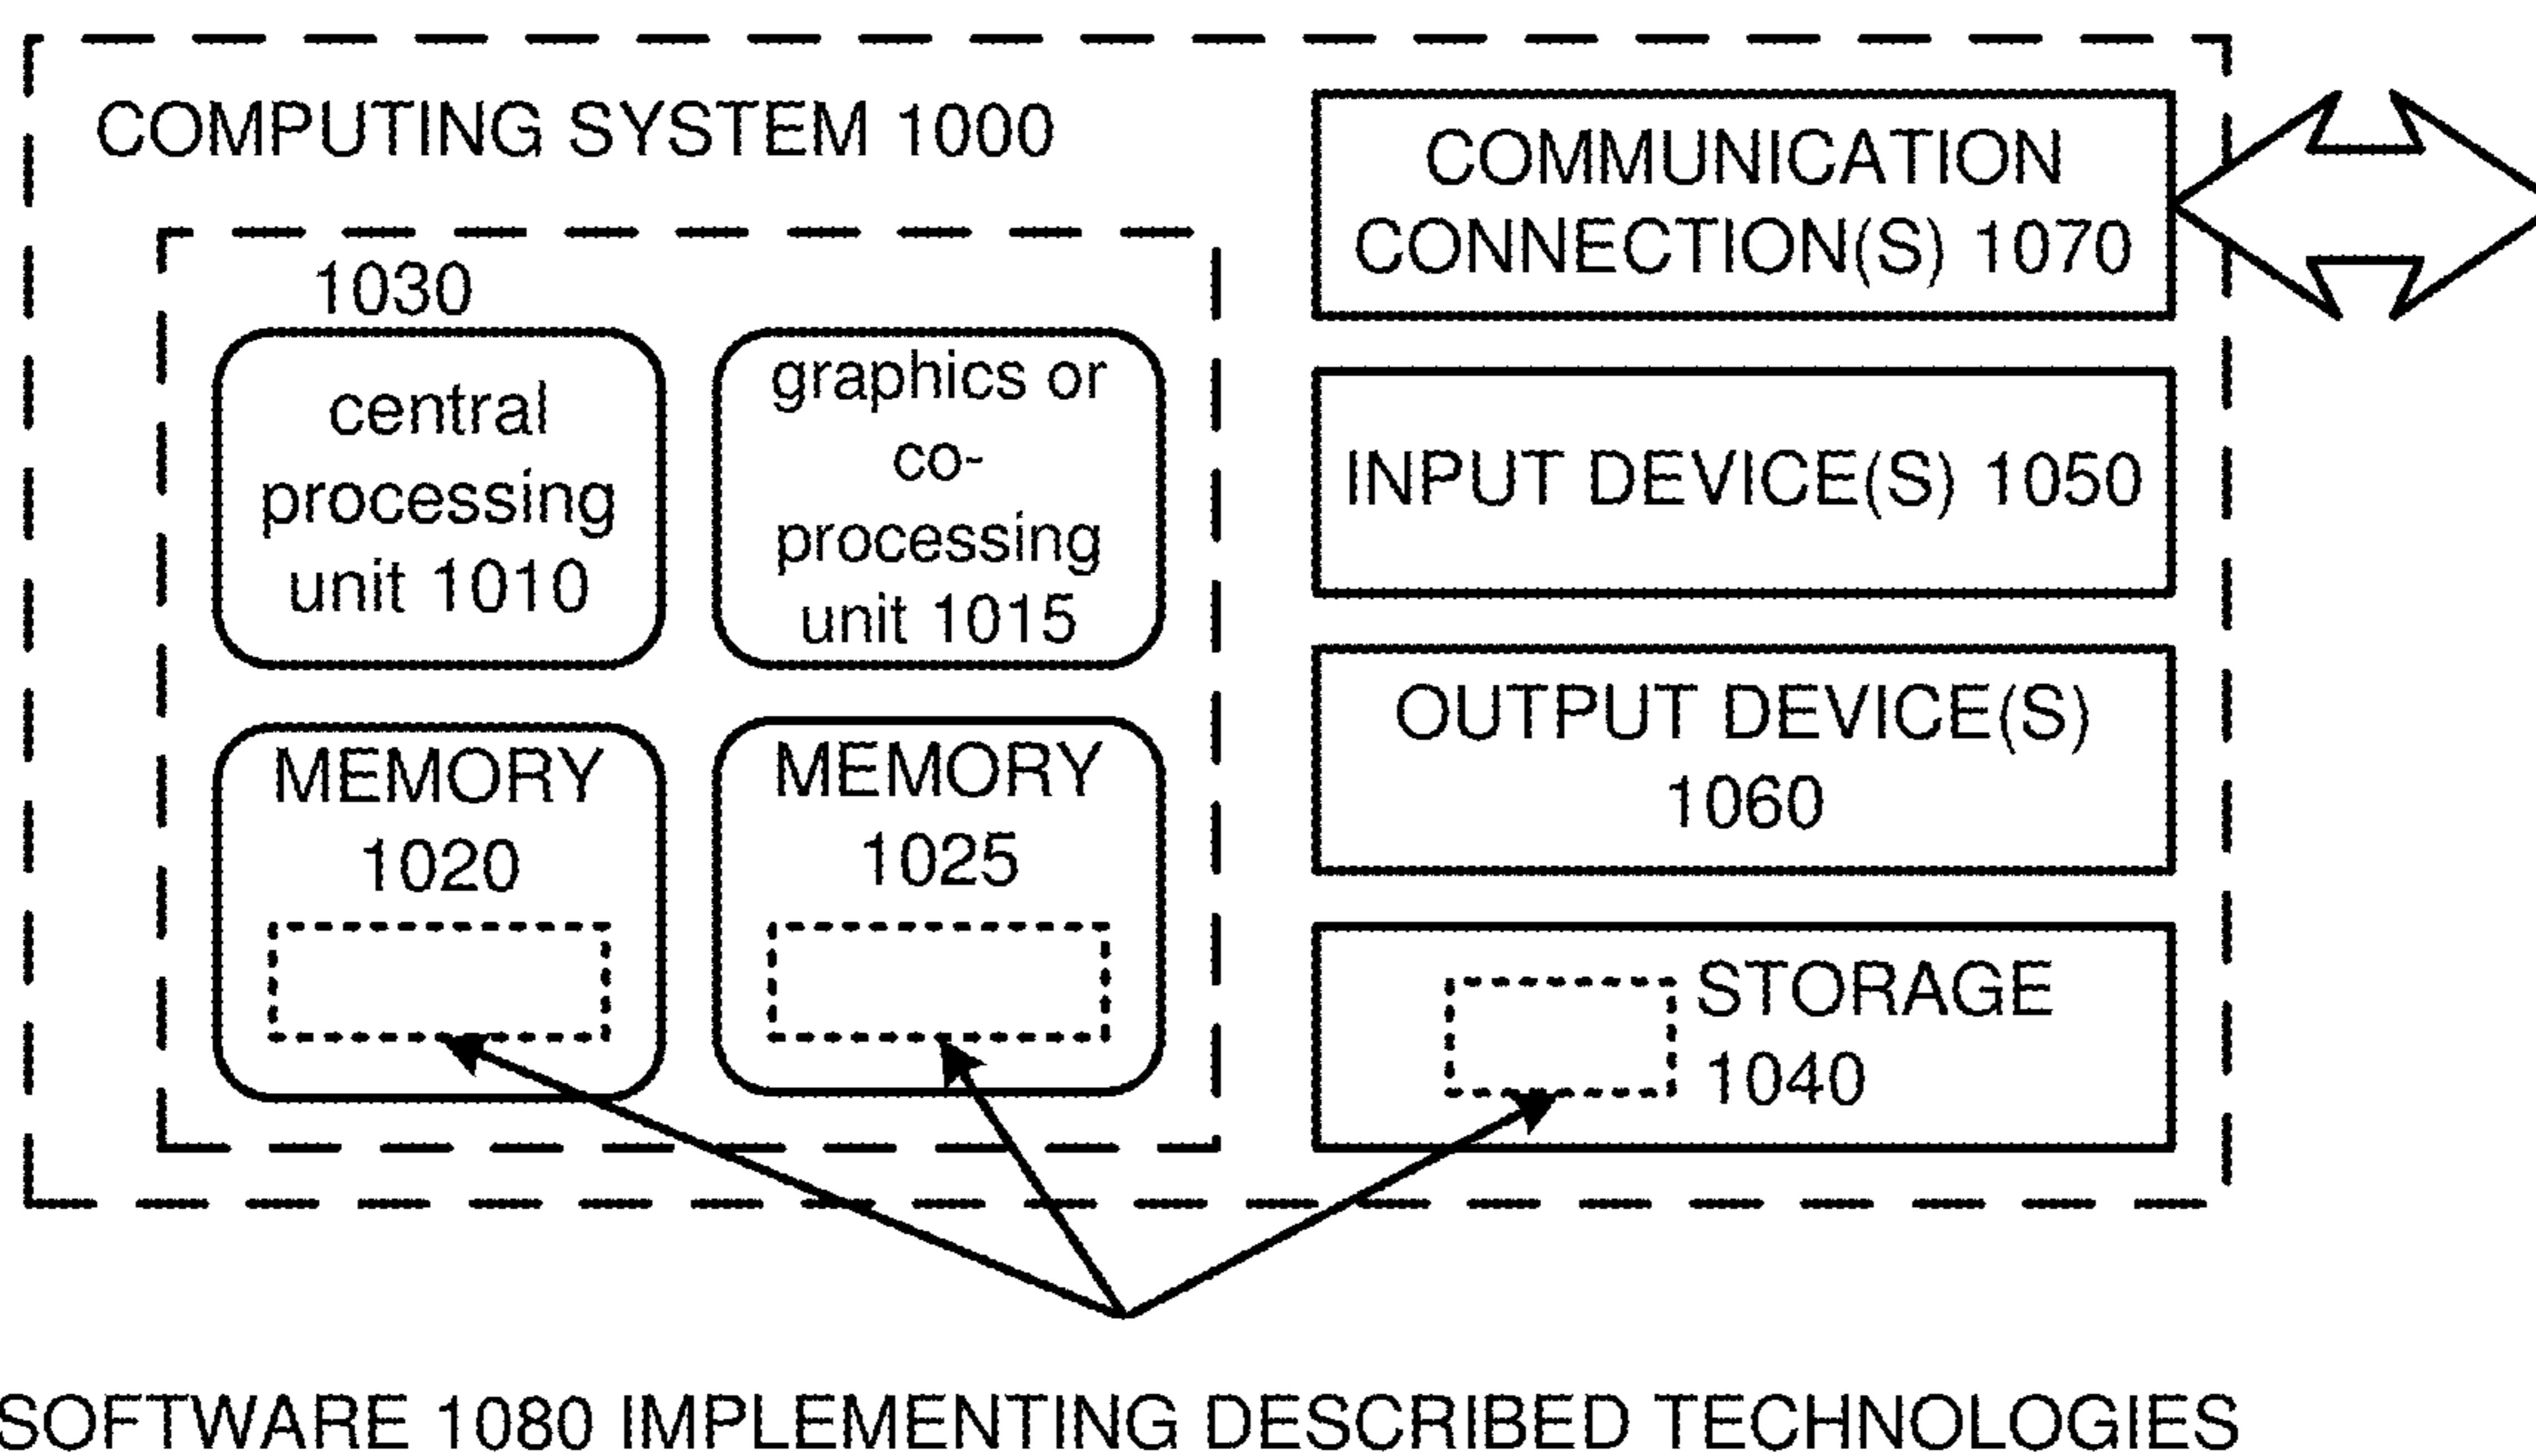 COMPUTING SYSTEM 1000
1030
central
processing
unit 1010
graphics or
co-
processing
unit 1015
MEMORY
1020
MEMORY
1025
COMMUNICATION
CONNECTION(S) 1070
INPUT DEVICE(S) 1050
OUTPUT DEVICE(S)
1060
STORAGE
1040
SOFTWARE 1080 IMPLEMENTING DESCRIBED TECHNOLOGIES